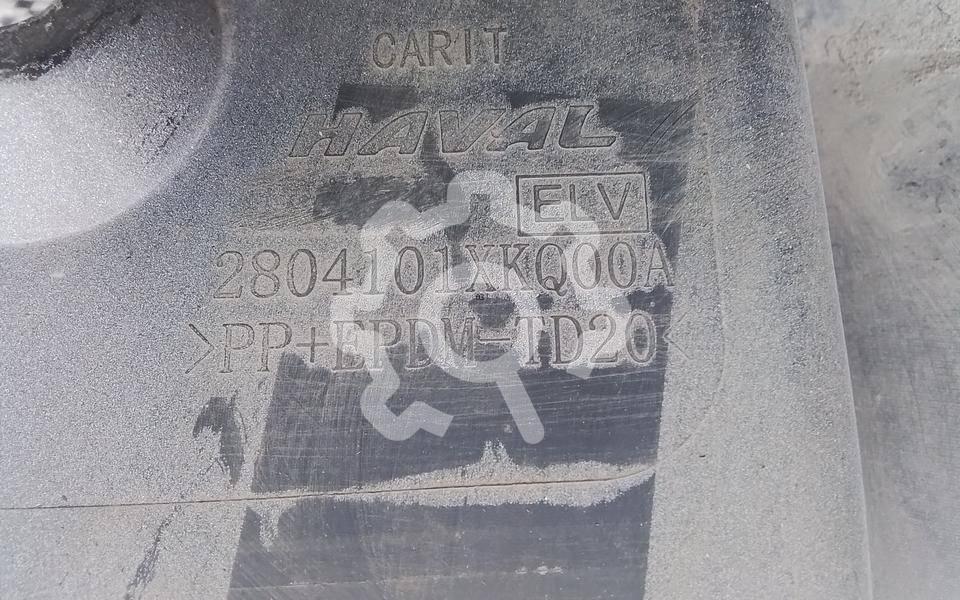 CARIT
HAVAL
ELV
2804101XKQ00A
>PP+EPDM-TD20<